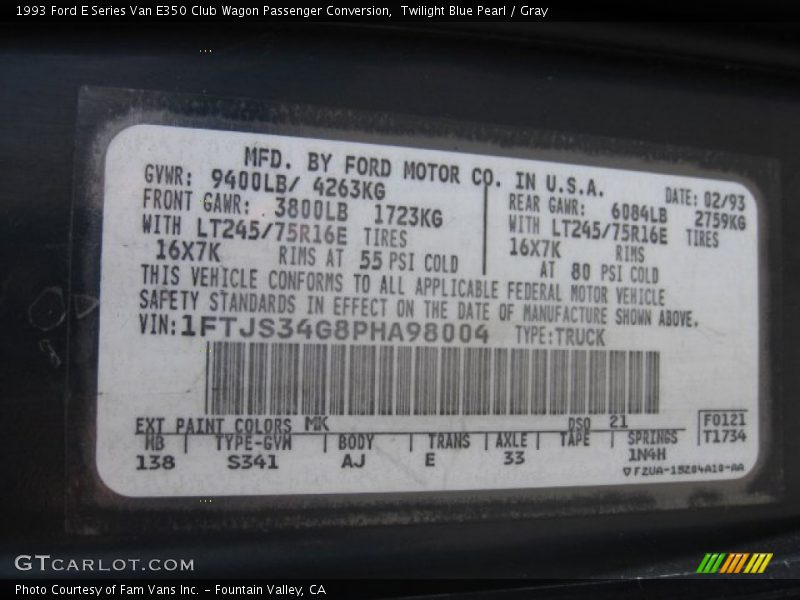 1993 Ford E Series Van E350 Club Wagon Passenger Conversion, Twilight Blue Pearl / Gray
MFD. BY FORD MOTOR CO. IN U.S.A.
DATE: 02/93
GVWR: 9400LB/ 4263KG
FRONT GAWR: 3800LB 1723KG
WITH LT245/75R16E TIRES
16X7K RIMS AT 55 PSI COLD
REAR GAWR: 6084LB 2759KG
WITH LT245/75R16E TIRES
16X7K RIMS
AT 80 PSI COLD
THIS VEHICLE CONFORMS TO ALL APPLICABLE FEDERAL MOTOR VEHICLE
SAFETY STANDARDS IN EFFECT ON THE DATE OF MANUFACTURE SHOWN ABOVE.
VIN: 1FTJS34G8PHA98004 TYPE: TRUCK
EXT PAINT COLORS MK DSO 21
WB TYPE-GVW BODY TRANS AXLE TAPE SPRINGS
138 S341 AJ E 33 1N4H
F0121
T1734
F2UA-15204A10-AA
GTCARLOT.COM
Photo Courtesy of Fam Vans Inc. - Fountain Valley, CA